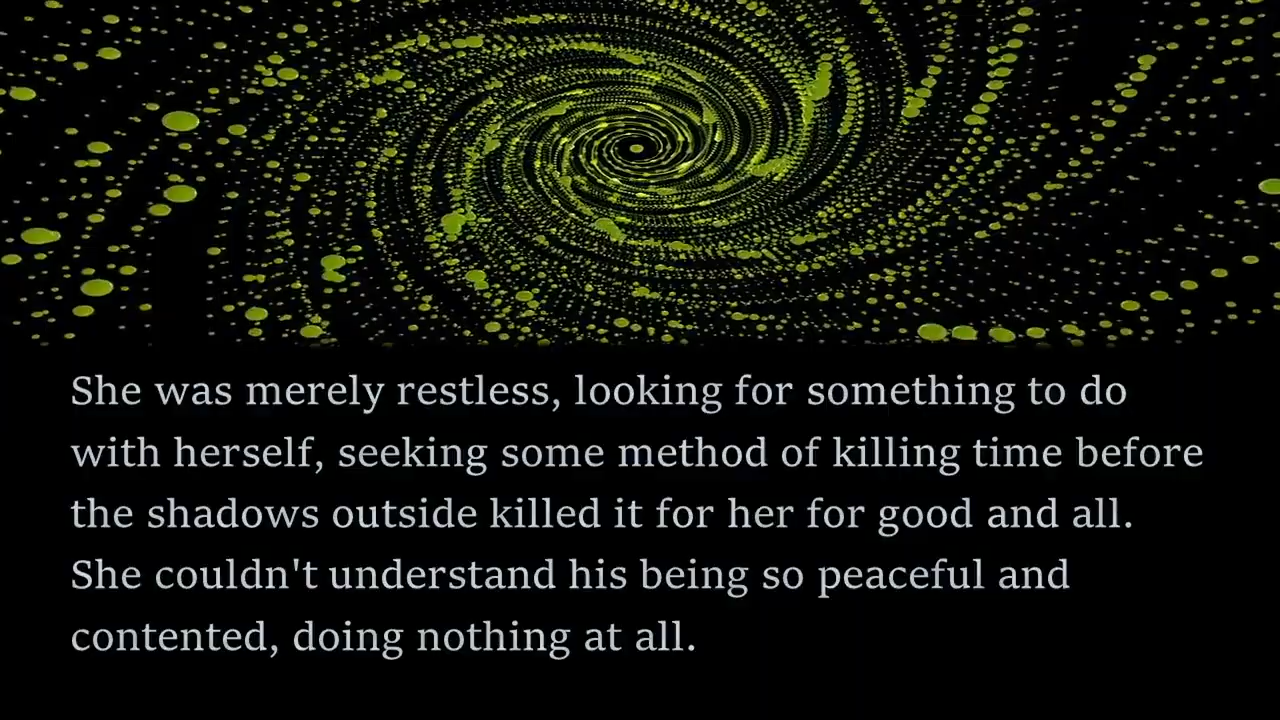 She was merely restless, looking for something to do
with herself, seeking some method of killing time before
the shadows outside killed it for her for good and all.
She couldn't understand his being so peaceful and
contented, doing nothing at all.